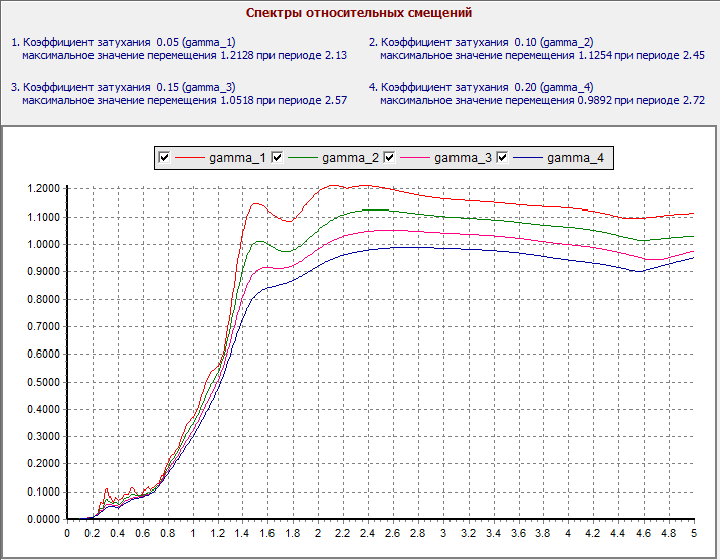 Спектры относительных смещений
1. Коэффициент затухания 0.05 (gamma_1)
максимальное значение перемещения 1.2128 при периоде 2.13
2. Коэффициент затухания 0.10 (gamma_2)
максимальное значение перемещения 1.1254 при периоде 2.45
3. Коэффициент затухания 0.15 (gamma_3)
максимальное значение перемещения 1.0518 при периоде 2.57
4. Коэффициент затухания 0.20 (gamma_4)
максимальное значение перемещения 0.9892 при периоде 2.72
gamma_1 gamma_2 gamma_3 gamma_4
1.2000
1.1000
1.0000
0.9000
0.8000
0.7000
0.6000
0.5000
0.4000
0.3000
0.2000
0.1000
0.0000
0 0.2 0.4 0.6 0.8 1 1.2 1.4 1.6 1.8 2 2.2 2.4 2.6 2.8 3 3.2 3.4 3.6 3.8 4 4.2 4.4 4.6 4.8 5